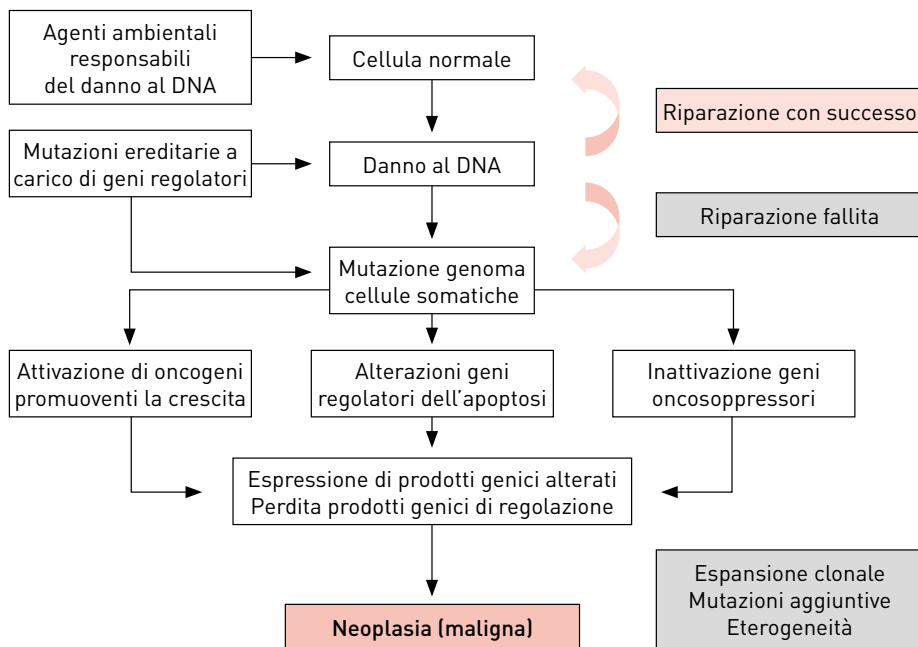 Agenti ambientali
responsabili
del danno al DNA
Cellula normale
Riparazione con successo
Mutazioni ereditarie a
carico di geni regolatori
Danno al DNA
Riparazione fallita
Mutazione genoma
cellule somatiche
Attivazione di oncogeni
promuoventi la crescita
Alterazioni geni
regolatori dell'apoptosi
Inattivazione geni
oncosoppressori
Espressione di prodotti genici alterati
Perdita prodotti genici di regolazione
Espansione clonale
Mutazioni aggiuntive
Eterogeneità
Neoplasia (maligna)